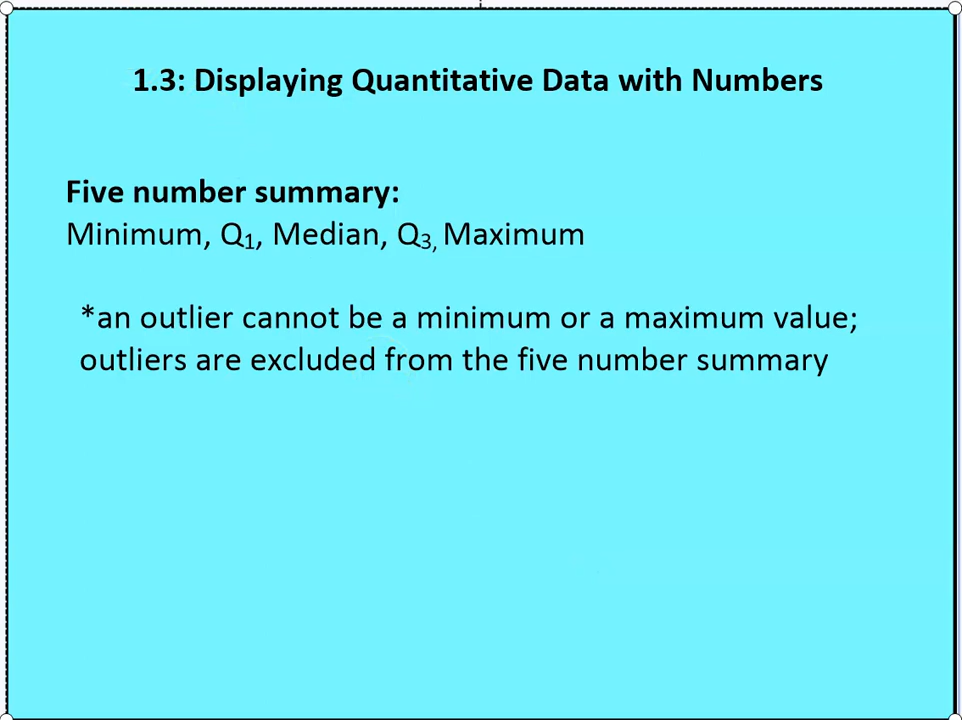 1.3: Displaying Quantitative Data with Numbers
Five number summary:
Minimum, Q₁, Median, Q₃, Maximum
*an outlier cannot be a minimum or a maximum value;
outliers are excluded from the five number summary